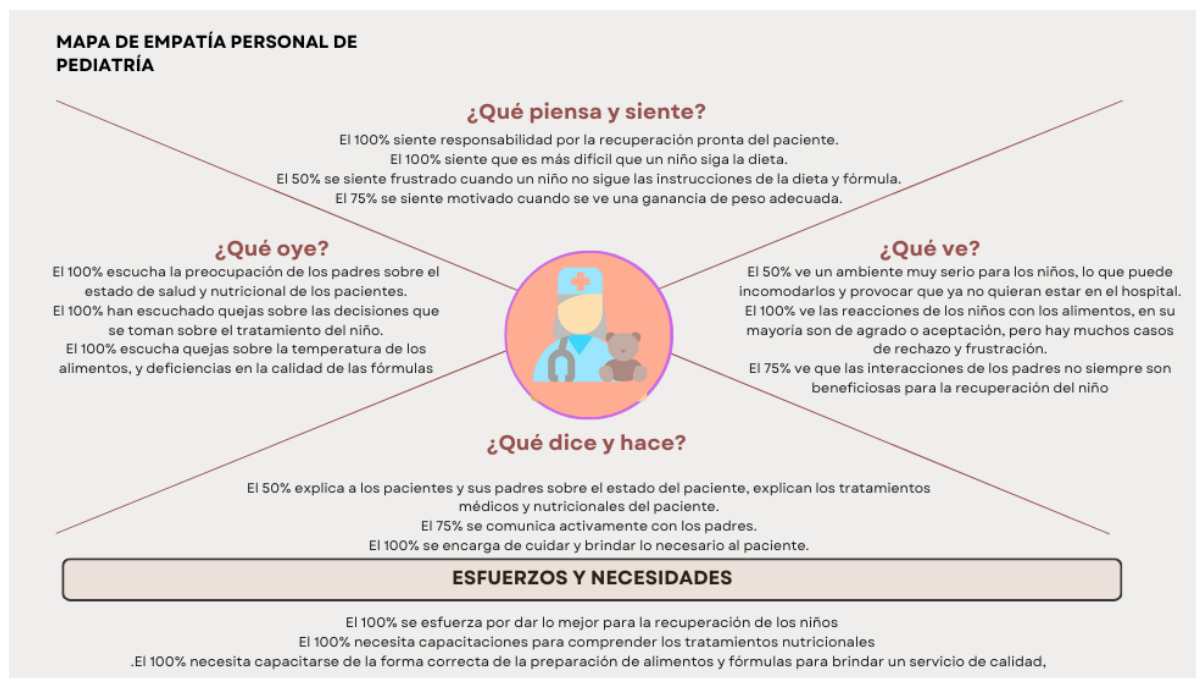 MAPA DE EMPATÍA PERSONAL DE
PEDIATRÍA
¿Qué piensa y siente?
El 100% siente responsabilidad por la recuperación pronta del paciente.
El 100% siente que es más difícil que un niño siga la dieta.
El 50% se siente frustrado cuando un niño no sigue las instrucciones de la dieta y fórmula.
El 75% se siente motivado cuando se ve una ganancia de peso adecuada.
¿Qué oye?
El 100% escucha la preocupación de los padres sobre el
estado de salud y nutricional de los pacientes.
El 100% han escuchado quejas sobre las decisiones que
se toman sobre el tratamiento del niño.
El 100% escucha quejas sobre la temperatura de los
alimentos, y deficiencias en la calidad de las fórmulas
¿Qué ve?
El 50% ve un ambiente muy serio para los niños, lo que puede
incomodarlos y provocar que ya no quieran estar en el hospital.
El 100% ve las reacciones de los niños con los alimentos, en su
mayoría son de agrado o aceptación, pero hay muchos casos
de rechazo y frustración.
El 75% ve que las interacciones de los padres no siempre son
beneficiosas para la recuperación del niño
¿Qué dice y hace?
El 50% explica a los pacientes y sus padres sobre el estado del paciente, explican los tratamientos
médicos y nutricionales del paciente.
El 75% se comunica activamente con los padres.
El 100% se encarga de cuidar y brindar lo necesario al paciente.
ESFUERZOS Y NECESIDADES
El 100% se esfuerza por dar lo mejor para la recuperación de los niños
El 100% necesita capacitaciones para comprender los tratamientos nutricionales
.El 100% necesita capacitarse de la forma correcta de la preparación de alimentos y fórmulas para brindar un servicio de calidad,